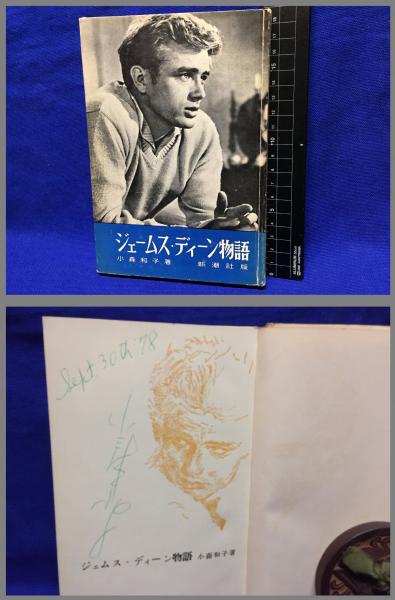 ジェームス・ディーン物語
小森和子著 新潮社版
Sept. 30th '78
ジェムス・ディーン物語 小森和子著